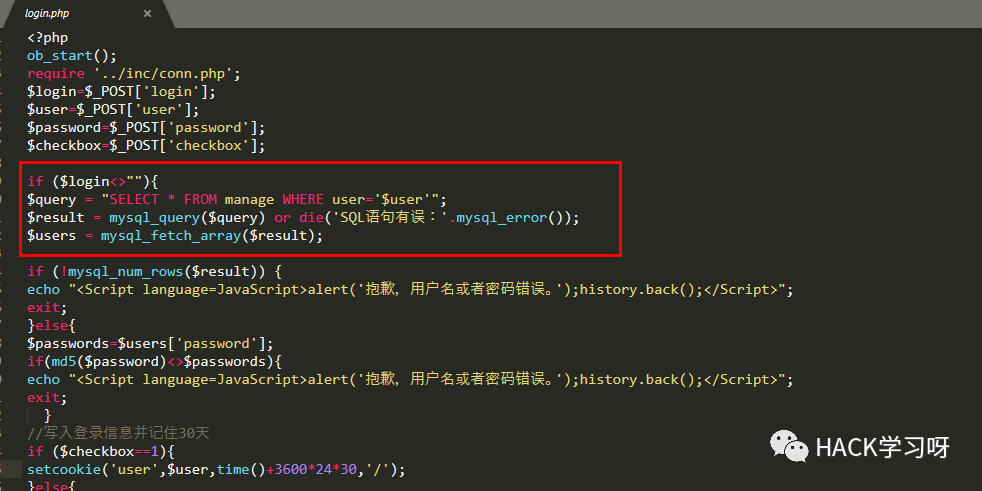 login.php ×
<?php
ob_start();
require '../inc/conn.php';
$login=$_POST['login'];
$user=$_POST['user'];
$password=$_POST['password'];
$checkbox=$_POST['checkbox'];
if ($login<>""){
$query = "SELECT * FROM manage WHERE user='$user'";
$result = mysql_query($query) or die('SQL语句有误：'.mysql_error());
$users = mysql_fetch_array($result);
if (!mysql_num_rows($result)) {
echo "<Script language=JavaScript>alert('抱歉，用户名或者密码错误。');history.back();</Script>";
exit;
}else{
$passwords=$users['password'];
if(md5($password)<>$passwords){
echo "<Script language=JavaScript>alert('抱歉，用户名或者密码错误。');history.back();</Script>";
exit;
}
//写入登录信息并记住30天
if ($checkbox==1){
setcookie('user',$user,time()+3600*24*30,'/');
}else{
HACK学习呀